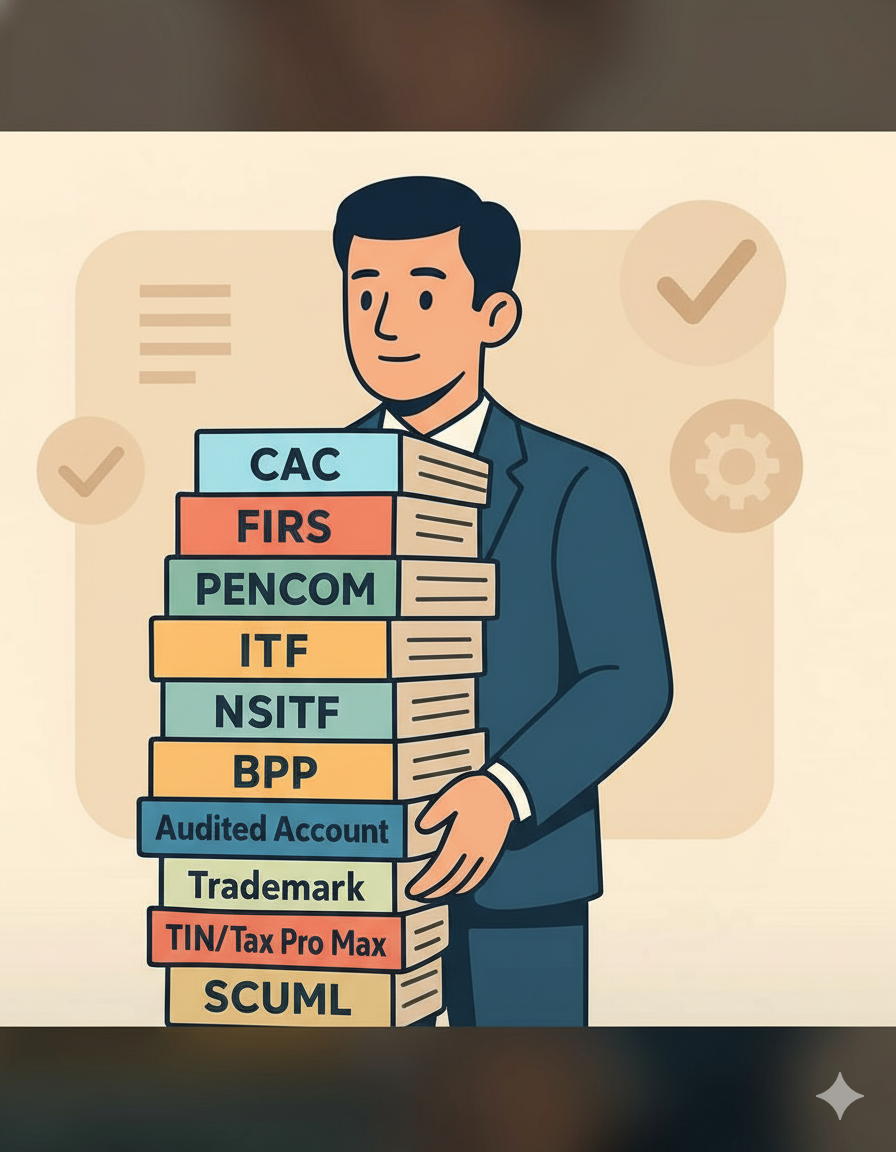 CAC
FIRS
PENCOM
ITF
NSITF
BPP
Audited Account
Trademark
TIN/Tax Pro Max
SCUML